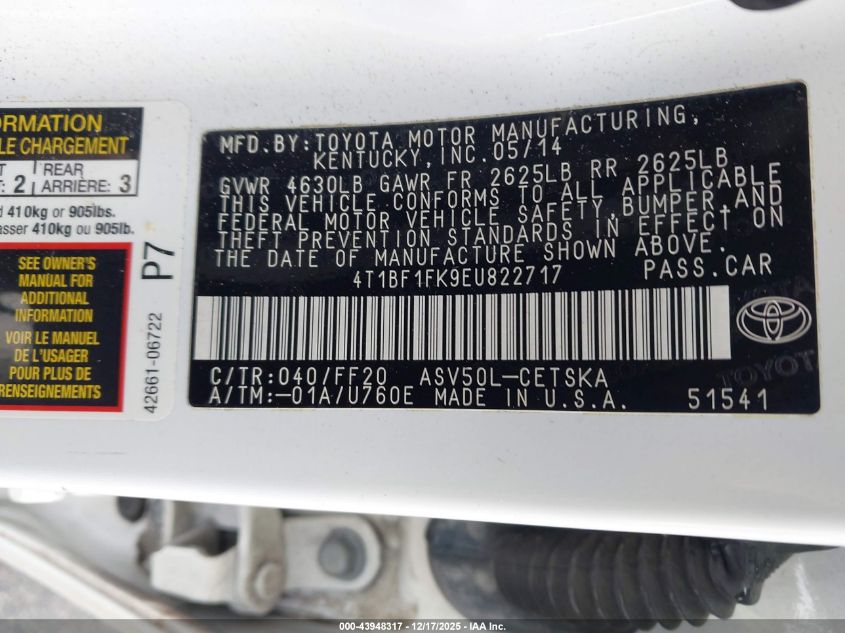 ORMATION
LE CHARGEMENT
T REAR
: 2 ARRIÈRE: 3
d 410kg or 905lbs.
asser 410kg ou 905lb.
SEE OWNER'S
MANUAL FOR
ADDITIONAL
INFORMATION
VOIR LE MANUEL
DE L'USAGER
POUR PLUS DE
RENSEIGNEMENTS
P7
42661-06722
MFD.BY:TOYOTA MOTOR MANUFACTURING,
KENTUCKY,INC.05/14
GVWR 4630LB GAWR FR 2625LB RR 2625LB
THIS VEHICLE CONFORMS TO ALL APPLICABLE
FEDERAL MOTOR VEHICLE SAFETY,BUMPER,AND
THEFT PREVENTION STANDARDS IN EFFECT ON
THE DATE OF MANUFACTURE SHOWN ABOVE.
4T1BF1FK9EU822717 PASS.CAR
TOYOTA
C/TR:040/FF20 ASV50L-CETSKA
A/TM:-01A/U760E MADE IN U.S.A. 51541
000-43948317 - 12/17/2025 - IAA Inc.